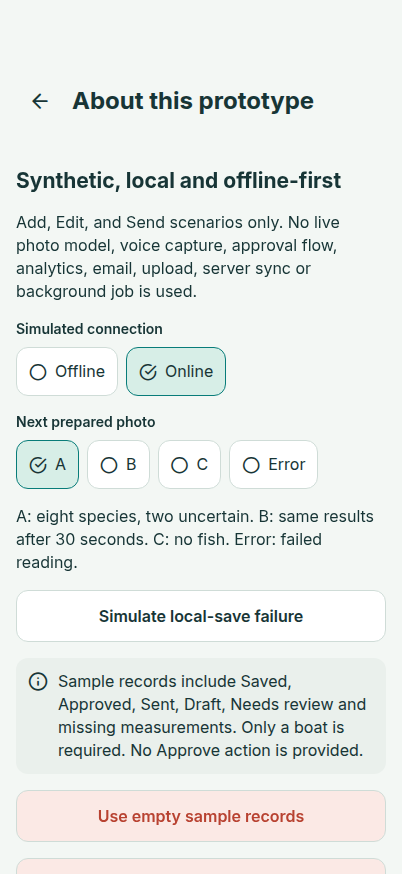 About this prototype
Synthetic, local and offline-first
Add, Edit, and Send scenarios only. No live
photo model, voice capture, approval flow,
analytics, email, upload, server sync or
background job is used.
Simulated connection
Offline
Online
Next prepared photo
A
B
C
Error
A: eight species, two uncertain. B: same results
after 30 seconds. C: no fish. Error: failed
reading.
Simulate local-save failure
Sample records include Saved,
Approved, Sent, Draft, Needs review and
missing measurements. Only a boat is
required. No Approve action is provided.
Use empty sample records